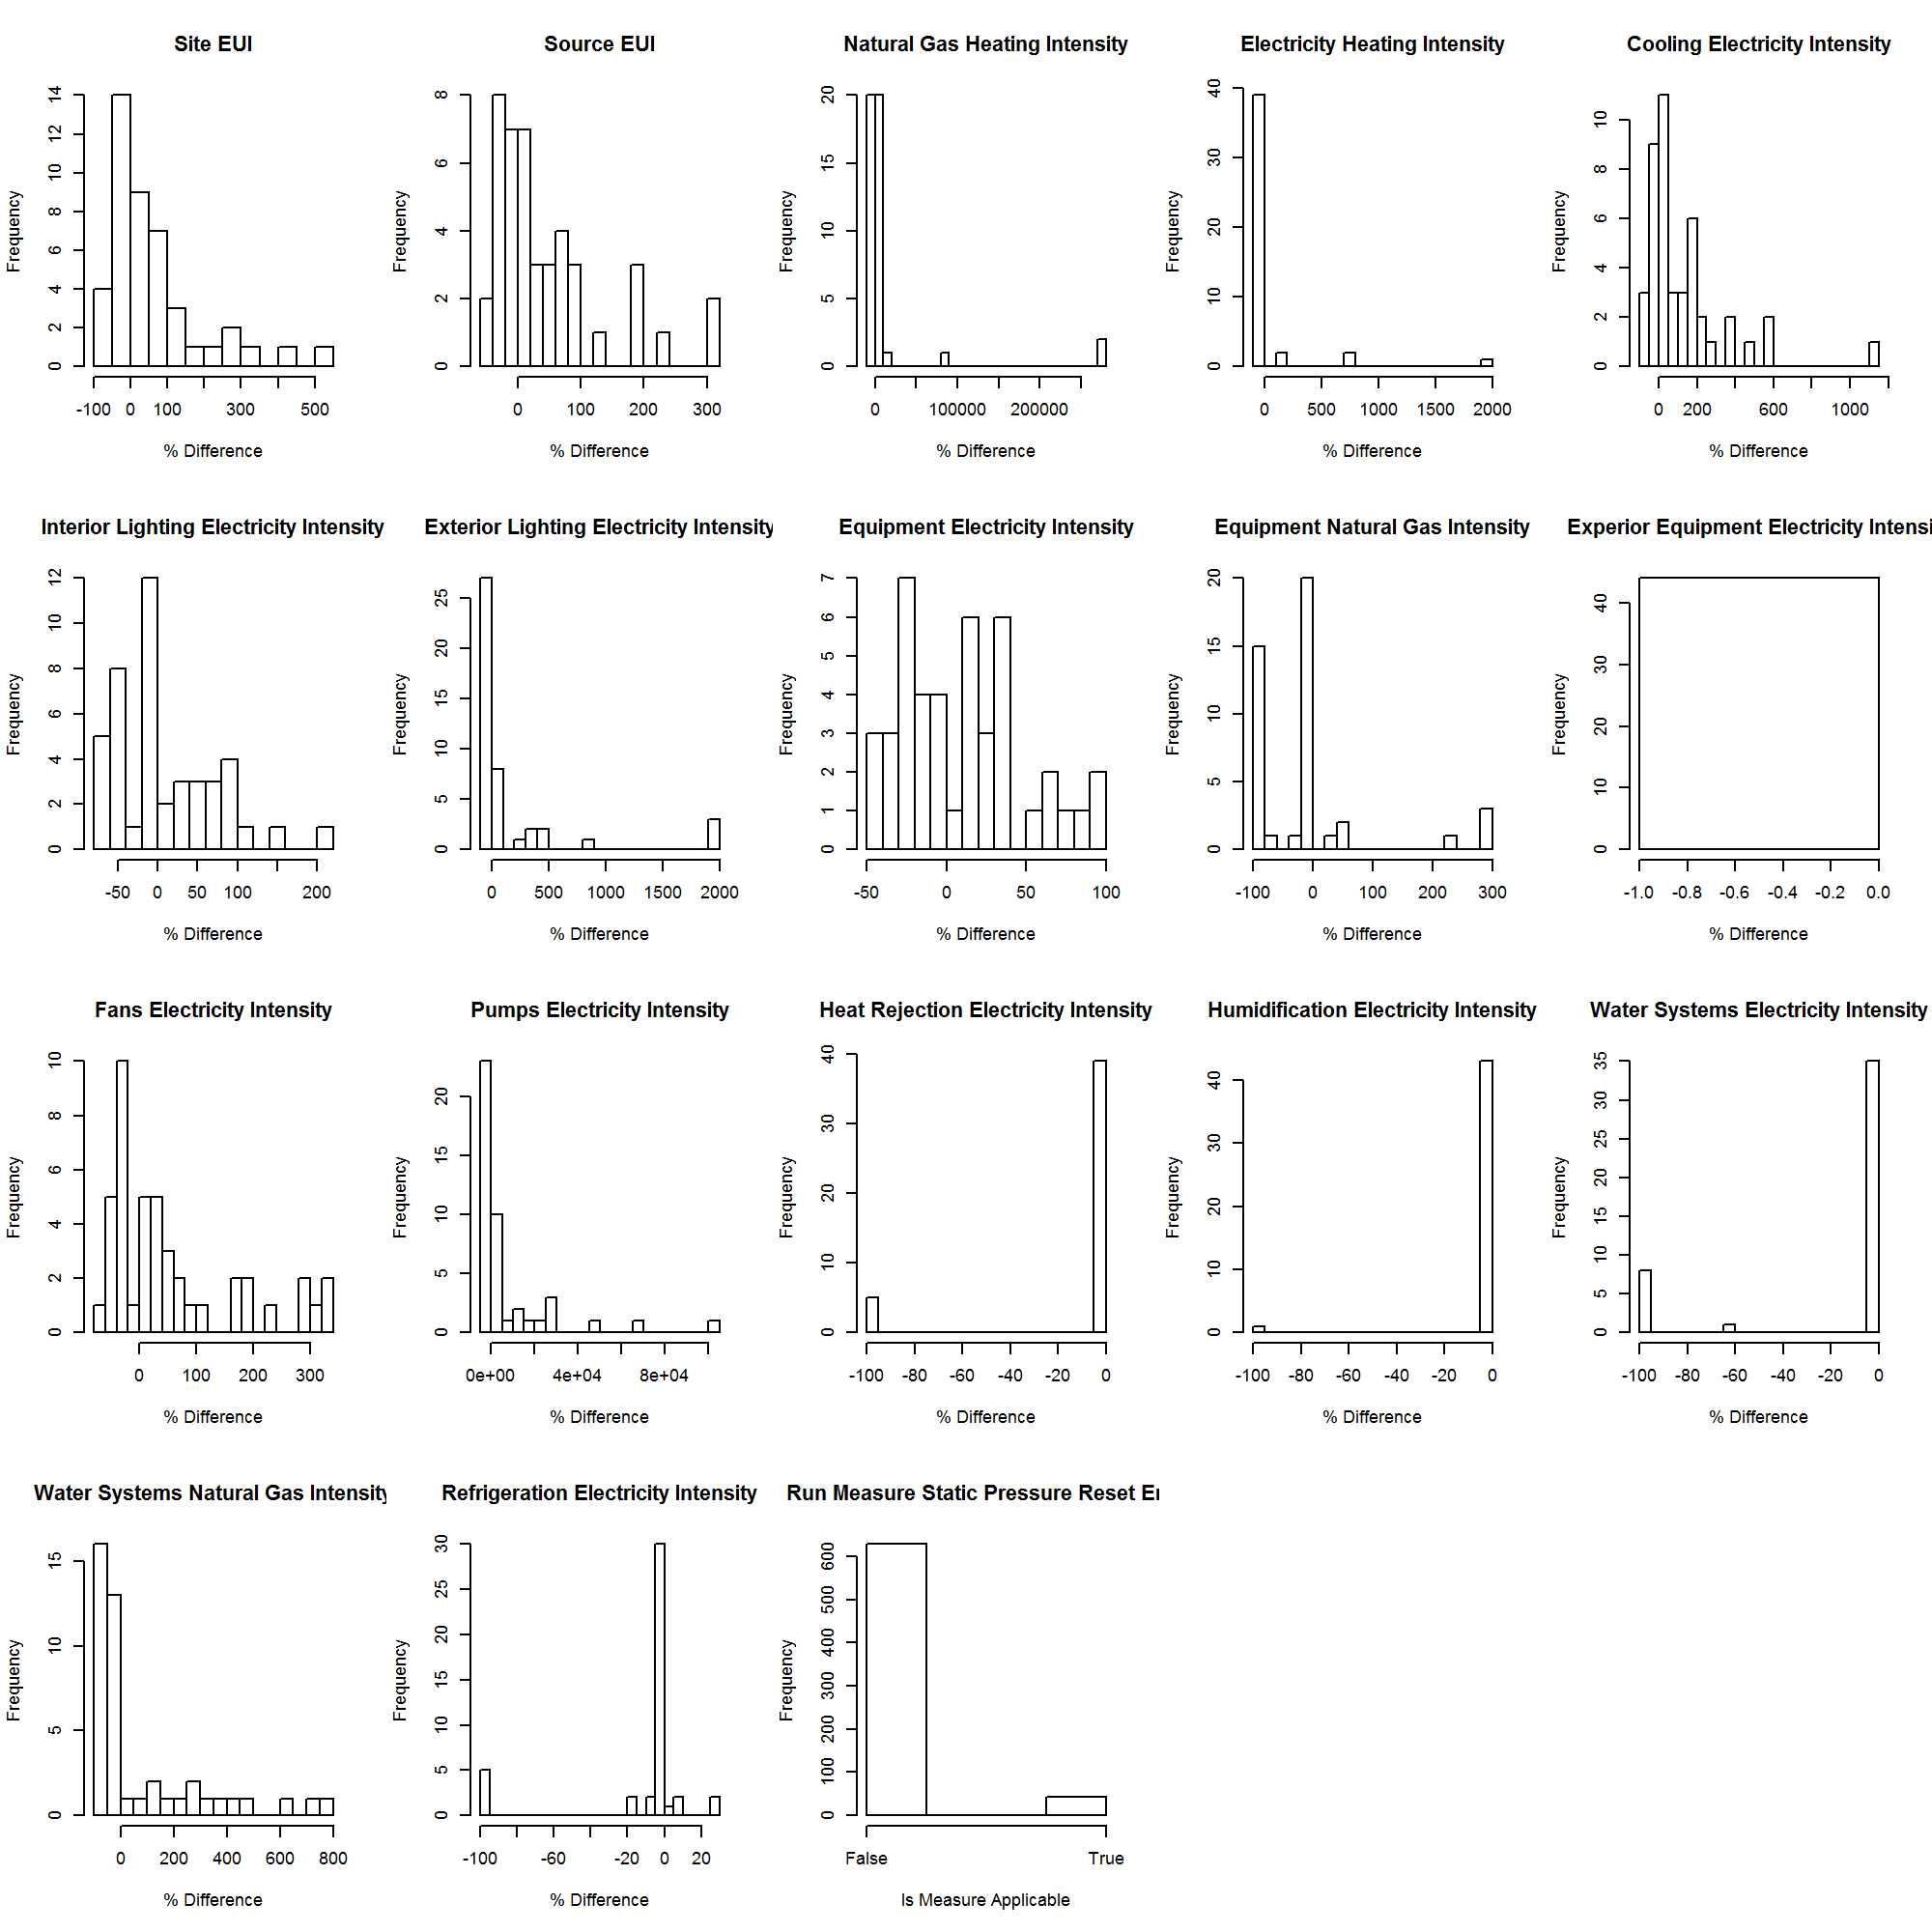 Site EUI
14
12
10
8
6
4
2
0
Frequency
-100 0 100 300 500
% Difference
Source EUI
8
6
4
2
0
Frequency
0 100 200 300
% Difference
Natural Gas Heating Intensity
20
15
10
5
0
Frequency
0 100000 200000
% Difference
Electricity Heating Intensity
40
30
20
10
0
Frequency
0 500 1000 1500 2000
% Difference
Cooling Electricity Intensity
10
8
6
4
2
0
Frequency
0 200 600 1000
% Difference
Interior Lighting Electricity Intensity
12
10
8
6
4
2
0
Frequency
-50 0 50 100 200
% Difference
Exterior Lighting Electricity Intensity
25
20
15
10
5
0
Frequency
0 500 1000 1500 2000
% Difference
Equipment Electricity Intensity
7
6
5
4
3
2
1
0
Frequency
-50 0 50 100
% Difference
Equipment Natural Gas Intensity
20
15
10
5
0
Frequency
-100 0 100 200 300
% Difference
Experior Equipment Electricity Intensi
40
30
20
10
0
Frequency
-1.0 -0.8 -0.6 -0.4 -0.2 0.0
% Difference
Fans Electricity Intensity
10
8
6
4
2
0
Frequency
0 100 200 300
% Difference
Pumps Electricity Intensity
20
15
10
5
0
Frequency
0e+00 4e+04 8e+04
% Difference
Heat Rejection Electricity Intensity
40
30
20
10
0
Frequency
-100 -80 -60 -40 -20 0
% Difference
Humidification Electricity Intensity
40
30
20
10
0
Frequency
-100 -80 -60 -40 -20 0
% Difference
Water Systems Electricity Intensity
35
30
25
20
15
10
5
0
Frequency
-100 -80 -60 -40 -20 0
% Difference
Water Systems Natural Gas Intensity
15
10
5
0
Frequency
0 200 400 600 800
% Difference
Refrigeration Electricity Intensity
30
25
20
15
10
5
0
Frequency
-100 -60 -20 0 20
% Difference
Run Measure Static Pressure Reset
600
500
400
300
200
100
0
Frequency
False True
Is Measure Applicable